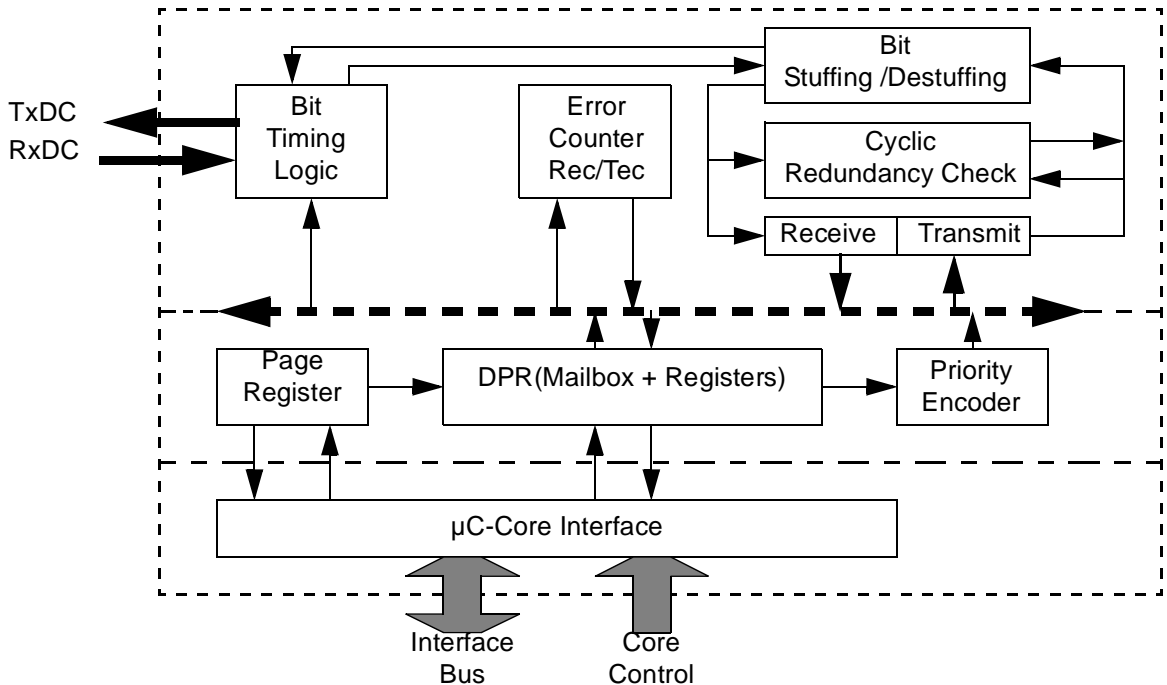 Bit
Stuffing /Destuffing
TxDC
RxDC
Bit
Timing
Logic
Error
Counter
Rec/Tec
Cyclic
Redundancy Check
Receive
Transmit
Page
Register
DPR(Mailbox + Registers)
Priority
Encoder
µC-Core Interface
Interface
Bus
Core
Control